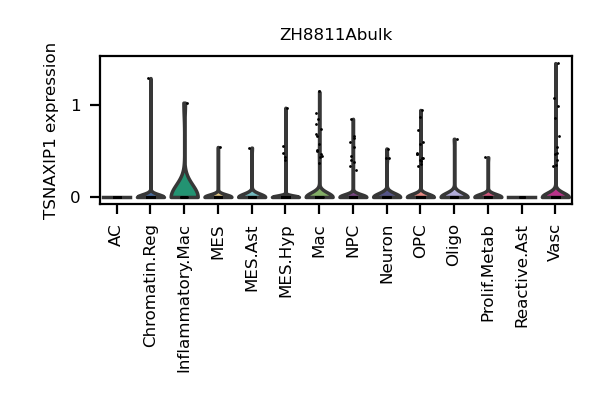 ZH8811Abulk
TSNAXIP1 expression
1
0
AC
Chromatin.Reg
Inflammatory.Mac
MES
MES.Ast
MES.Hyp
Mac
NPC
Neuron
OPC
Oligo
Prolif.Metab
Reactive.Ast
Vasc